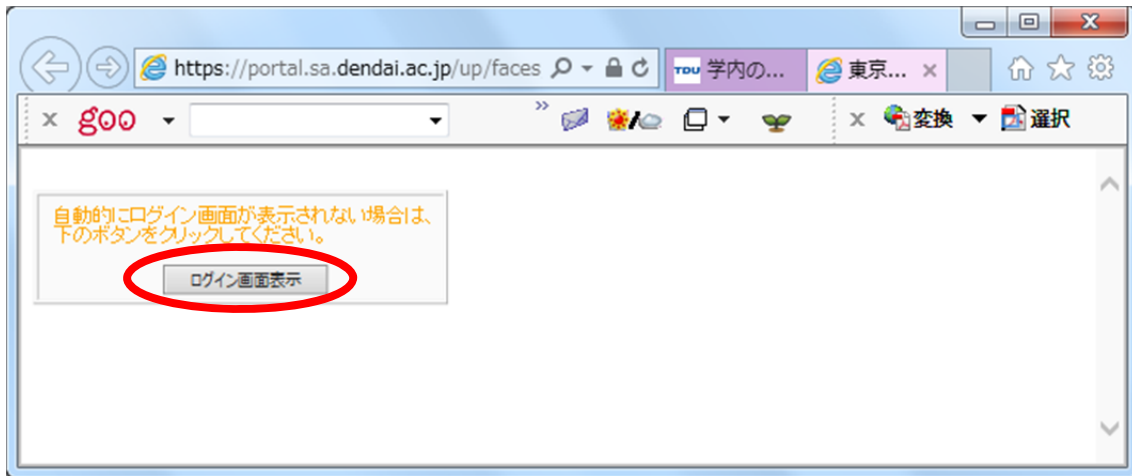 https://portal.sa.dendai.ac.jp/up/faces
TDU 学内の...
東京...
goo
変換
選択
自動的にログイン画面が表示されない場合は、
下のボタンをクリックしてください。
ログイン画面表示